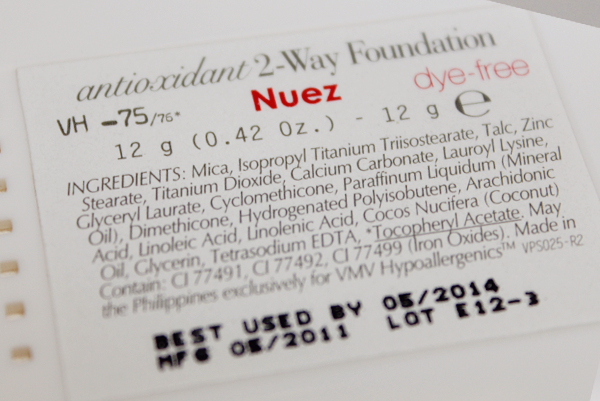 antioxidant 2-Way Foundation
VH -75/76* Nuez dye-free
12 g (0.42 Oz.) - 12 g ℮
INGREDIENTS: Mica, Isopropyl Titanium Triisostearate, Talc, Zinc
Stearate, Titanium Dioxide, Calcium Carbonate, Lauroyl Lysine,
Glyceryl Laurate, Cyclomethicone, Paraffinum Liquidum (Mineral
Oil), Dimethicone, Hydrogenated Polyisobutene, Arachidonic
Acid, Linoleic Acid, Linolenic Acid, Cocos Nucifera (Coconut)
Oil, Glycerin, Tetrasodium EDTA, *Tocopheryl Acetate. May
Contain: CI 77491, CI 77492, CI 77499 (Iron Oxides). Made in
the Philippines exclusively for VMV Hypoallergenics™ VPS025-R2
BEST USED BY 05/2014
MFG 05/2011 LOT E12-3